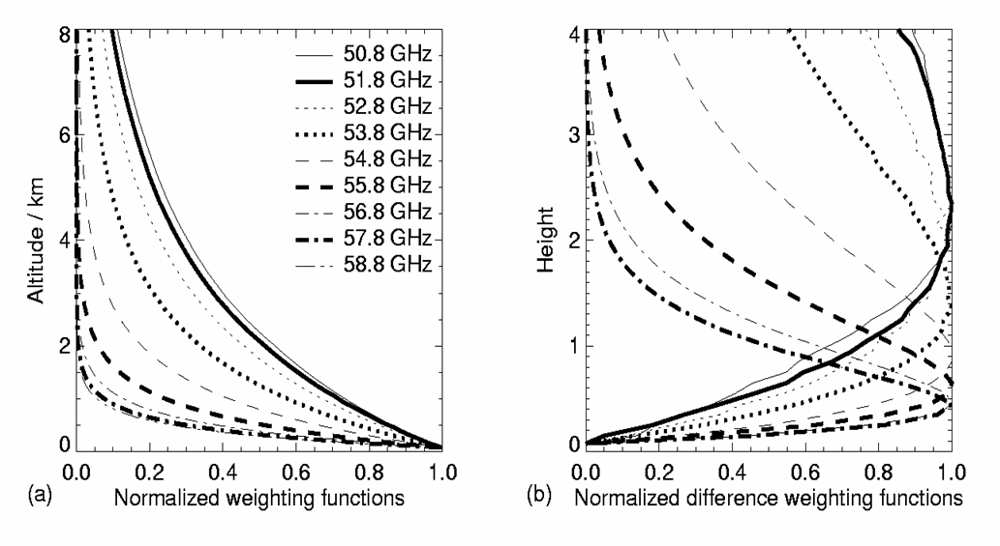 8
6
4
2
0
Altitude / km
50.8 GHz
51.8 GHz
52.8 GHz
53.8 GHz
54.8 GHz
55.8 GHz
56.8 GHz
57.8 GHz
58.8 GHz
0.0 0.2 0.4 0.6 0.8 1.0
(a) Normalized weighting functions
4
3
2
1
0
Height
0.0 0.2 0.4 0.6 0.8 1.0
(b) Normalized difference weighting functions